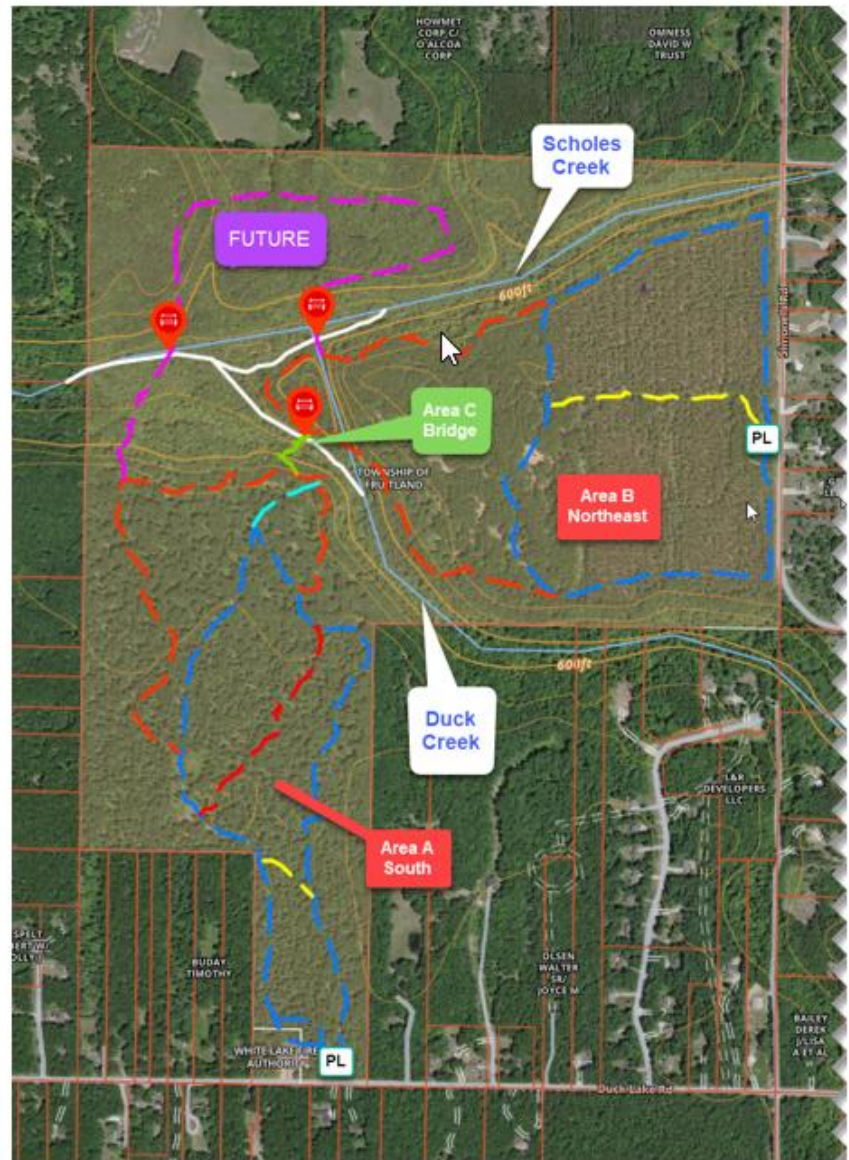 HOWMET
CORP C/
O ALCOA
CORP
OMNESS
DAVID W
TRUST
Scholes
Creek
FUTURE
600ft
Area C
Bridge
TOWNSHIP OF
FRUITLAND
PL
Area B
Northeast
600ft
Duck
Creek
L&R
DEVELOPERS
LLC
Area A
South
BUDAY
TIMOTHY
OLSEN
WALTER
SR/
JOYCE M
BAILEY
DEREK
J/LISA
A ET AL
WHITE LAKE FIRE
AUTHORITY
PL
Duck Lake Rd